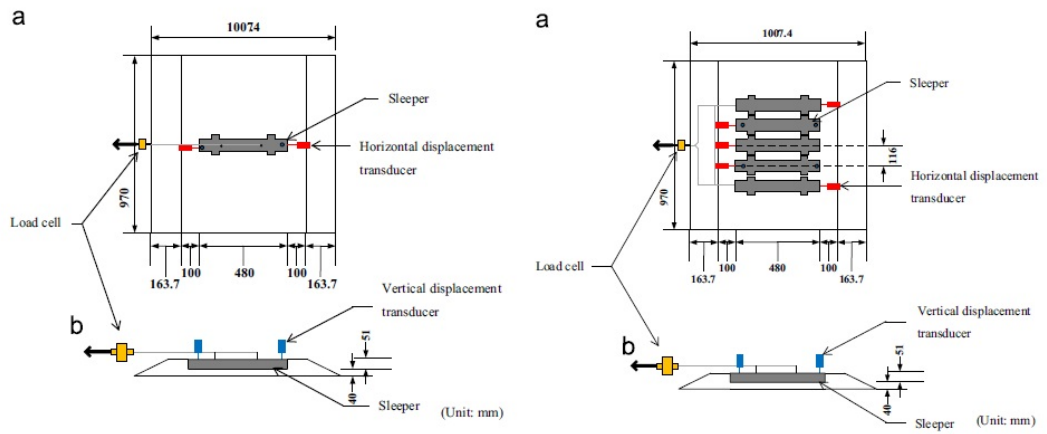 a
10074
Sleeper
Horizontal displacement
transducer
970
Load cell
100
480
100
163.7
163.7
Vertical displacement
transducer
b
51
40
Sleeper
(Unit: mm)
a
1007.4
Sleeper
116
Horizontal displacement
transducer
970
Load cell
100
480
100
163.7
163.7
Vertical displacement
transducer
b
51
40
Sleeper
(Unit: mm)